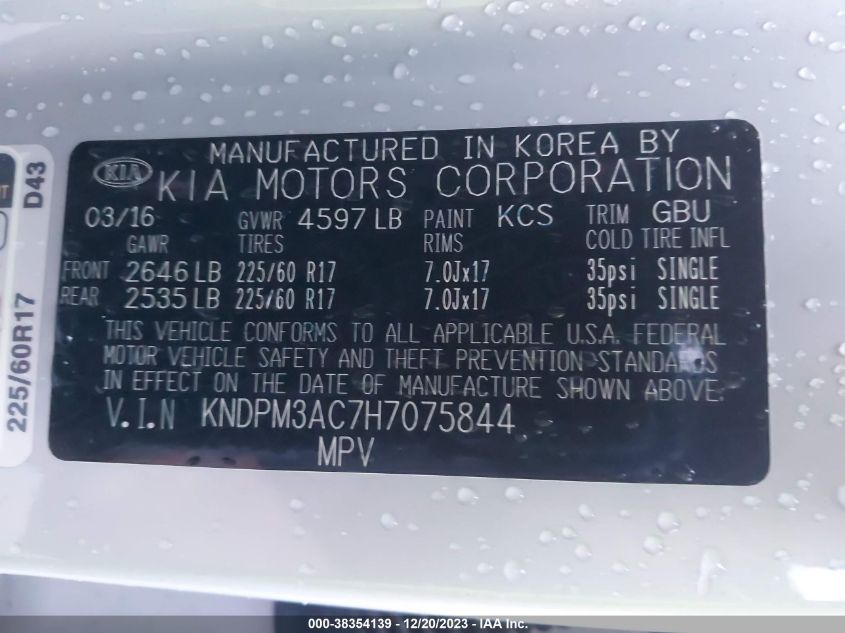 MANUFACTURED IN KOREA BY
KIA KIA MOTORS CORPORATION
03/16 GVWR 4597 LB PAINT KCS TRIM GBU
GAWR TIRES RIMS COLD TIRE INFL
FRONT 2646 LB 225/60 R17 7.0Jx17 35psi SINGLE
REAR 2535 LB 225/60 R17 7.0Jx17 35psi SINGLE
THIS VEHICLE CONFORMS TO ALL APPLICABLE U.S.A. FEDERAL
MOTOR VEHICLE SAFETY AND THEFT PREVENTION STANDARDS
IN EFFECT ON THE DATE OF MANUFACTURE SHOWN ABOVE.
V.I.N KNDPM3AC7H7075844
MPV
D43
225/60R17
000-38354139 - 12/20/2023 - IAA Inc.